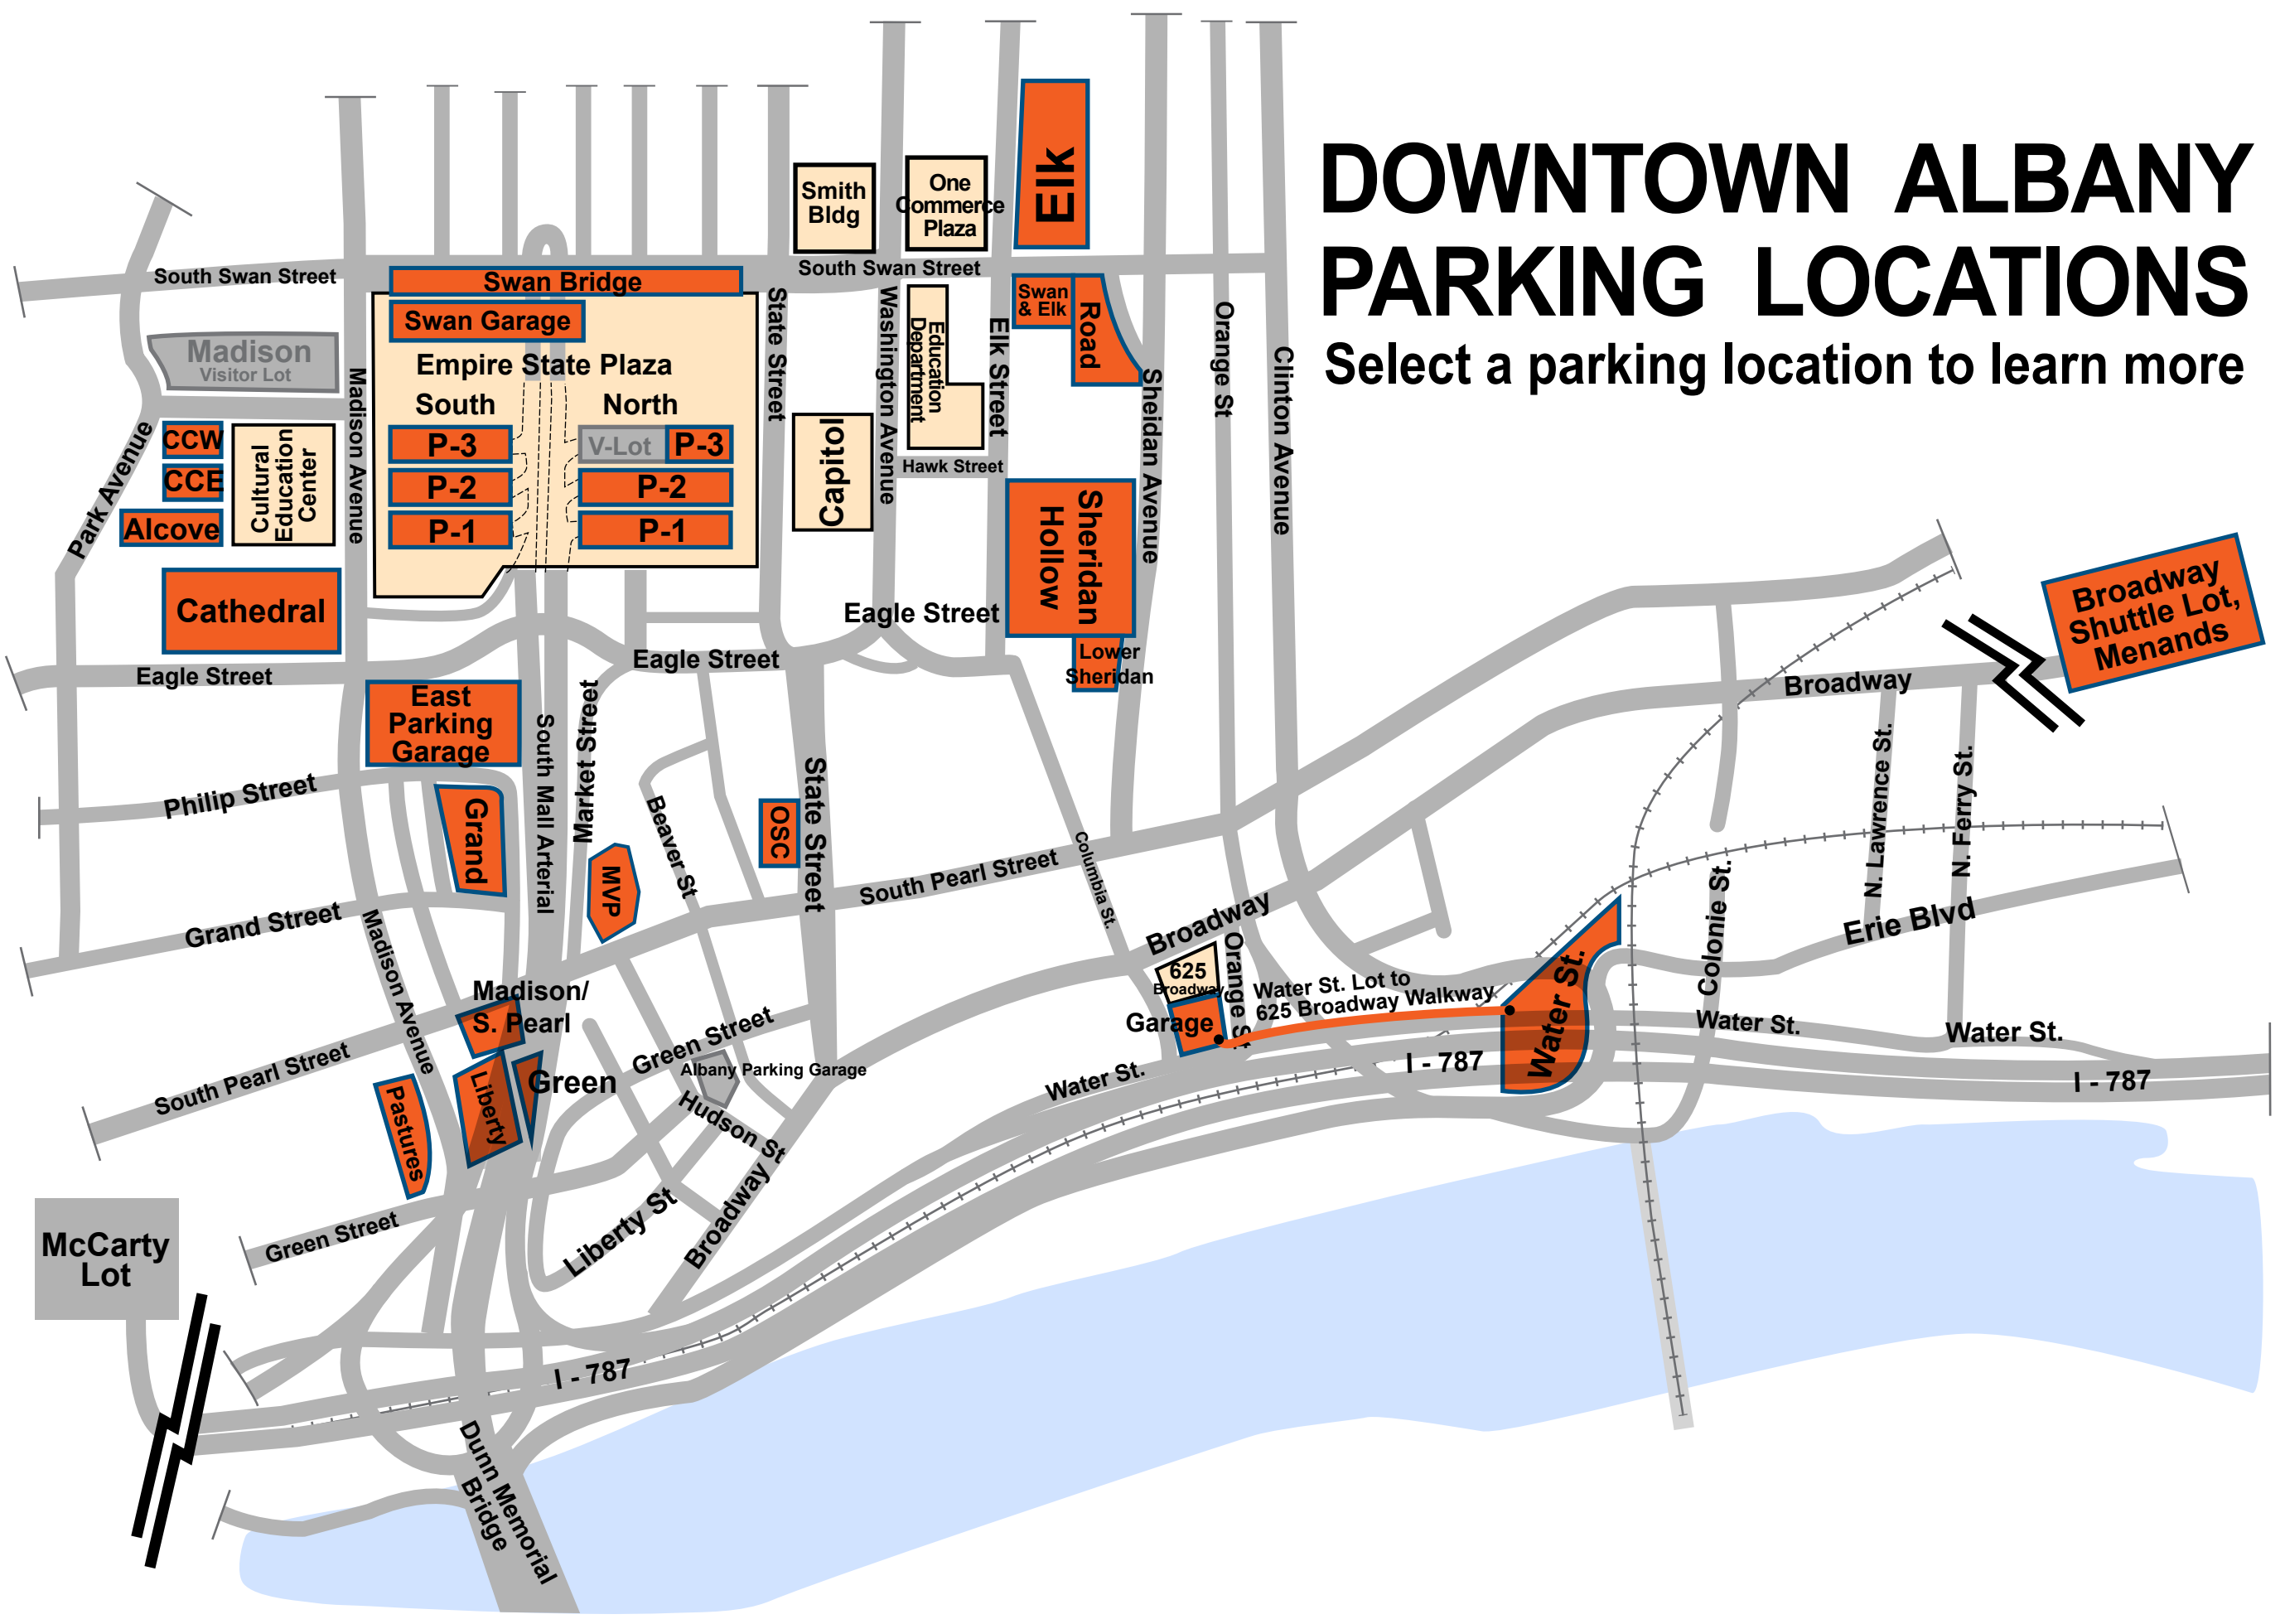 DOWNTOWN ALBANY
PARKING LOCATIONS
Select a parking location to learn more
Elk
Smith
Bldg
One
Commerce
Plaza
South Swan Street
South Swan Street
Swan Bridge
Swan Garage
Empire State Plaza
South
North
P-3
P-2
P-1
V-Lot
P-3
P-2
P-1
Madison
Visitor Lot
Madison Avenue
State Street
Washington Avenue
Education
Department
Elk Street
Swan
& Elk
Road
Sheidan Avenue
Orange St
Clinton Avenue
Park Avenue
CCW
CCE
Alcove
Cultural
Education
Center
Capitol
Hawk Street
Sheridan
Hollow
Lower
Sheridan
Cathedral
Eagle Street
Eagle Street
Eagle Street
Broadway
Shuttle Lot,
Menands
Broadway
East
Parking
Garage
South Mall Arterial
Market Street
Philip Street
Grand
MVP
Beaver St
OSC
State Street
South Pearl Street
Columbia St.
Grand Street
Madison Avenue
Broadway
625
Broadway
Garage
Orange St
Water St. Lot to
625 Broadway Walkway
Water St.
Colonie St.
N. Lawrence St.
N. Ferry St.
Erie Blvd
Water St.
Water St.
Water St.
I - 787
I - 787
Madison/
S. Pearl
South Pearl Street
Liberty
Green
Green Street
Albany Parking Garage
Hudson St
Pastures
Green Street
Liberty St
Broadway
McCarty
Lot
I - 787
Dunn Memorial
Bridge